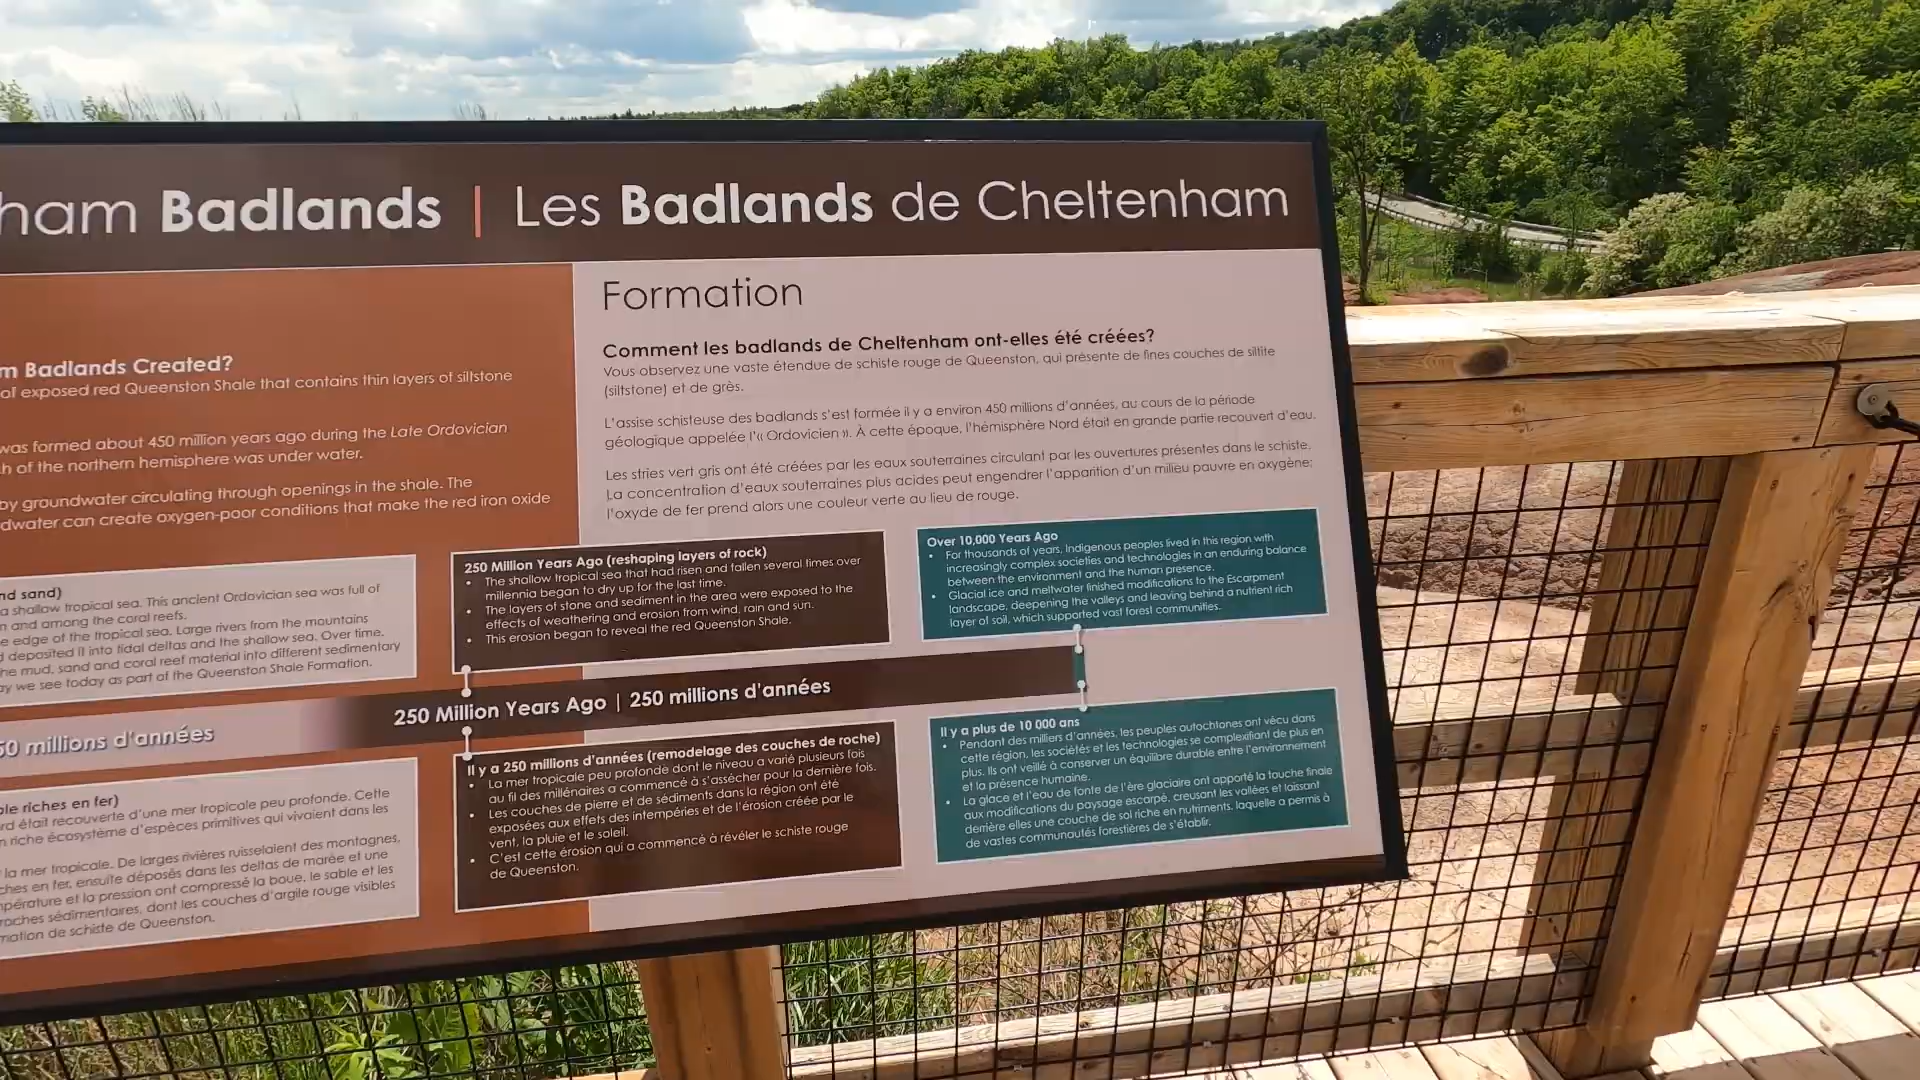 ham Badlands | Les Badlands de Cheltenham
m Badlands Created?
of exposed red Queenston Shale that contains thin layers of siltstone
was formed about 450 million years ago during the Late Ordovician
h of the northern hemisphere was under water.
by groundwater circulating through openings in the shale. The
dwater can create oxygen-poor conditions that make the red iron oxide
Formation
Comment les badlands de Cheltenham ont-elles été créées?
Vous observez une vaste étendue de schiste rouge de Queenston, qui présente de fines couches de siltite
(siltstone) et de grès.
L'assise schisteuse des badlands s'est formée il y a environ 450 millions d'années, au cours de la période
géologique appelée l'« Ordovicien ». À cette époque, l'hémisphère Nord était en grande partie recouvert d'eau.
Les stries vert gris ont été créées par les eaux souterraines circulant par les ouvertures présentes dans le schiste.
La concentration d'eaux souterraines plus acides peut engendrer l'apparition d'un milieu pauvre en oxygène;
l'oxyde de fer prend alors une couleur verte au lieu de rouge.
nd sand)
a shallow tropical sea. This ancient Ordovician sea was full of
n and among the coral reefs.
e edge of the tropical sea. Large rivers from the mountains
d deposited it into tidal deltas and the shallow sea. Over time,
he mud, sand and coral reef material into different sedimentary
ay we see today as part of the Queenston Shale Formation.
250 Million Years Ago (reshaping layers of rock)
• The shallow tropical sea that had risen and fallen several times over
millennia began to dry up for the last time.
• The layers of stone and sediment in the area were exposed to the
effects of weathering and erosion from wind, rain and sun.
• This erosion began to reveal the red Queenston Shale.
Over 10,000 Years Ago
• For thousands of years, Indigenous peoples lived in this region with
increasingly complex societies and technologies in an enduring balance
between the environment and the human presence.
• Glacial ice and meltwater finished modifications to the Escarpment
landscape, deepening the valleys and leaving behind a nutrient rich
layer of soil, which supported vast forest communities.
50 millions d'années
250 Million Years Ago | 250 millions d'années
ble riches en fer)
rd était recouverte d'une mer tropicale peu profonde. Cette
n riche écosystème d'espèces primitives qui vivaient dans les
la mer tropicale. De larges rivières ruisselaient des montagnes,
ches en fer, ensuite déposés dans les deltas de marée et une
mpérature et la pression ont compressé la boue, le sable et les
roches sédimentaires, dont les couches d'argile rouge visibles
mation de schiste de Queenston.
Il y a 250 millions d'années (remodelage des couches de roche)
• La mer tropicale peu profonde dont le niveau a varié plusieurs fois
au fil des millénaires a commencé à s'assécher pour la dernière fois.
• Les couches de pierre et de sédiments dans la région ont été
exposées aux effets des intempéries et de l'érosion créée par le
vent, la pluie et le soleil.
• C'est cette érosion qui a commencé à révéler le schiste rouge
de Queenston.
Il y a plus de 10 000 ans
• Pendant des milliers d'années, les peuples autochtones ont vécu dans
cette région, les sociétés et les technologies se complexifiant de plus en
plus. Ils ont veillé à conserver un équilibre durable entre l'environnement
et la présence humaine.
• La glace et l'eau de fonte de l'ère glaciaire ont apporté la touche finale
aux modifications du paysage escarpé, creusant les vallées et laissant
derrière elles une couche de sol riche en nutriments, laquelle a permis à
de vastes communautés forestières de s'établir.